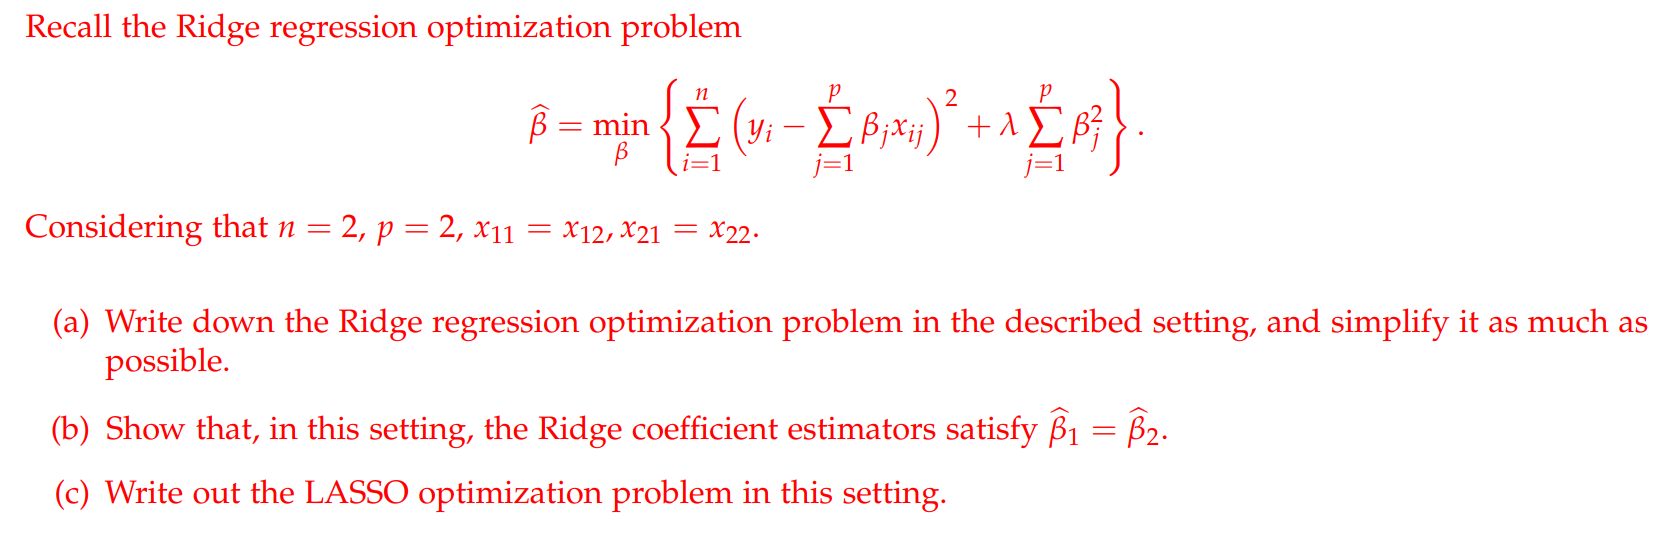 Recall the Ridge regression optimization problem
$$\widehat{\beta} = \min_{\beta} \left\{ \sum_{i=1}^{n} \left( y_i - \sum_{j=1}^{p} \beta_j x_{ij} \right)^2 + \lambda \sum_{j=1}^{p} \beta_j^2 \right\}.$$
Considering that $n = 2$, $p = 2$, $x_{11} = x_{12}, x_{21} = x_{22}$.
(a) Write down the Ridge regression optimization problem in the described setting, and simplify it as much as
possible.
(b) Show that, in this setting, the Ridge coefficient estimators satisfy $\widehat{\beta}_1 = \widehat{\beta}_2$.
(c) Write out the LASSO optimization problem in this setting.